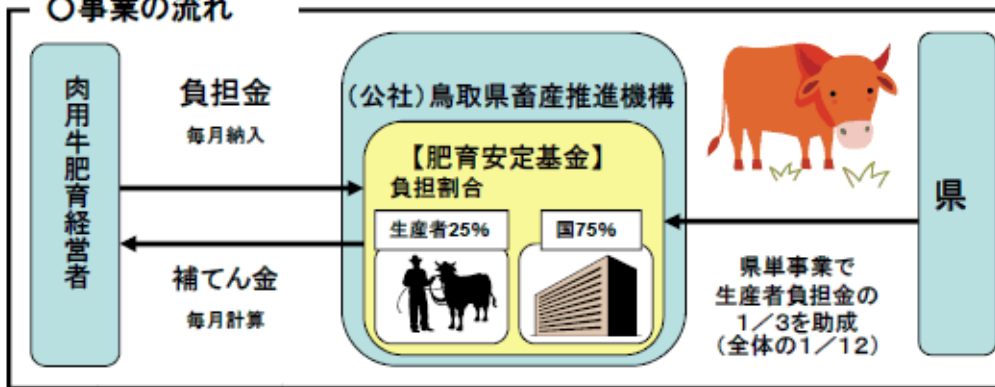 〇事業の流れ
肉用牛肥育経営者
負担金
毎月納入
補てん金
毎月計算
(公社)鳥取県畜産推進機構
【肥育安定基金】
負担割合
生産者25%
国75%
県
県単事業で
生産者負担金の
1/3を助成
(全体の1/12)